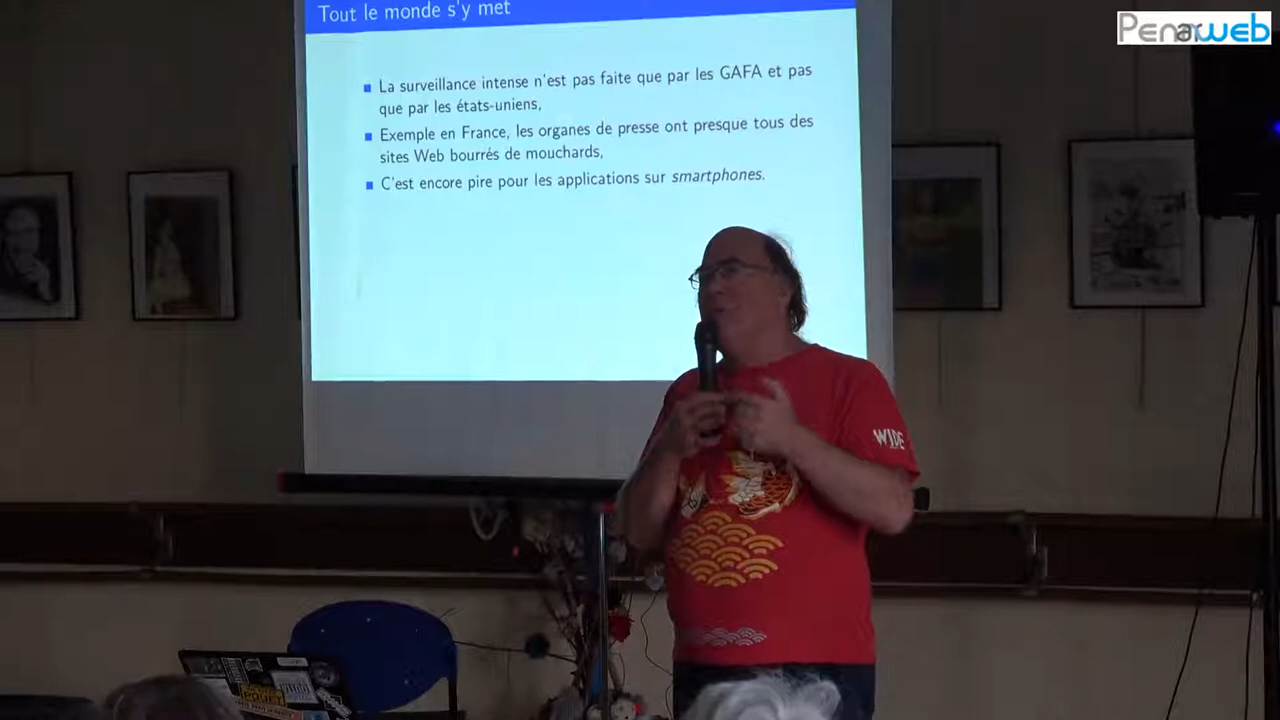 Tout le monde s'y met
La surveillance intense n'est pas faite que par les GAFA et pas
que par les états-uniens,
Exemple en France, les organes de presse ont presque tous des
sites Web bourrés de mouchards,
C'est encore pire pour les applications sur smartphones.
Penarweb
WIDE
POUET